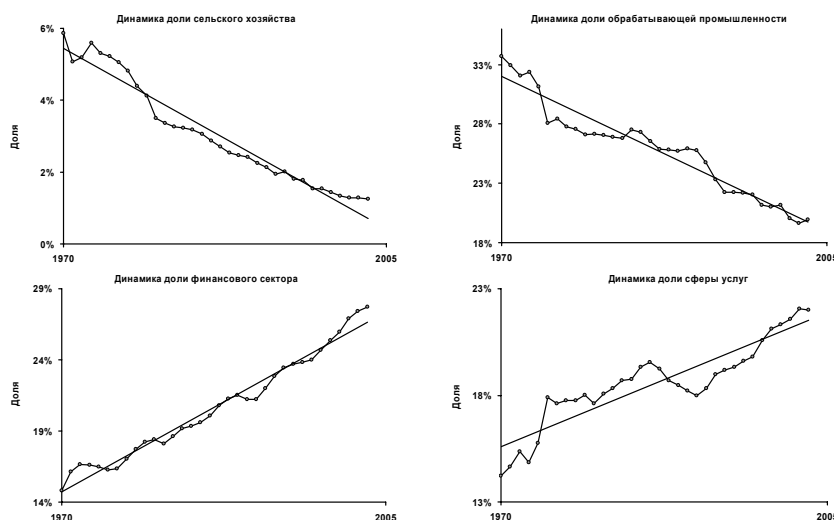 Динамика доли сельского хозяйства
6%
4%
2%
0%
Доля
1970
2005
Динамика доли обрабатывающей промышленности
33%
28%
23%
18%
Доля
1970
2005
Динамика доли финансового сектора
29%
24%
19%
14%
Доля
1970
2005
Динамика доли сферы услуг
23%
18%
13%
Доля
1970
2005